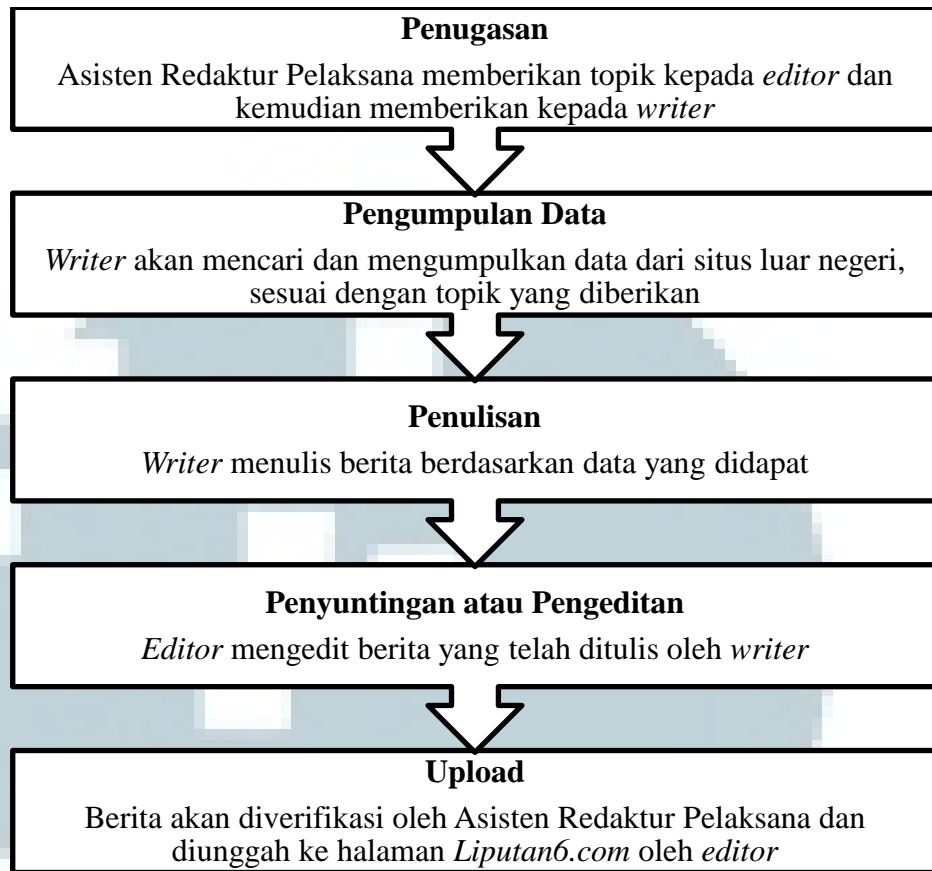 Penugasan
Asisten Redaktur Pelaksana memberikan topik kepada editor dan
kemudian memberikan kepada writer
Pengumpulan Data
Writer akan mencari dan mengumpulkan data dari situs luar negeri,
sesuai dengan topik yang diberikan
Penulisan
Writer menulis berita berdasarkan data yang didapat
Penyuntingan atau Pengeditan
Editor mengedit berita yang telah ditulis oleh writer
Upload
Berita akan diverifikasi oleh Asisten Redaktur Pelaksana dan
diunggah ke halaman Liputan6.com oleh editor